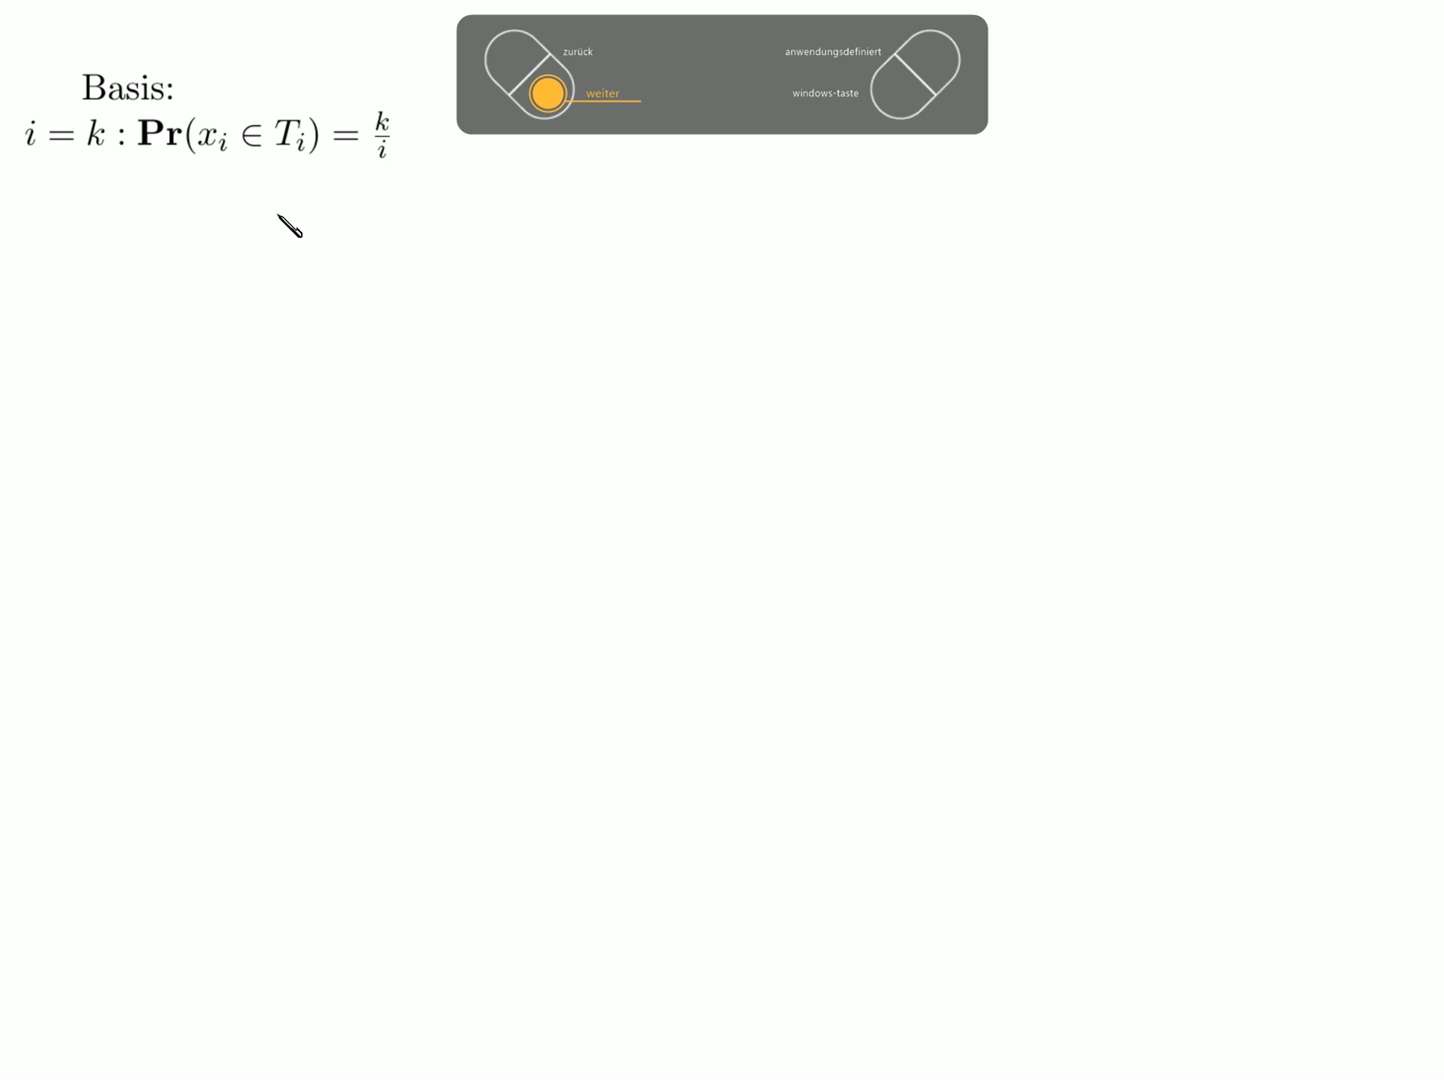 Basis:
i = k : Pr(x_i ∈ T_i) = k/i
zurück
weiter
anwendungsdefiniert
windows-taste